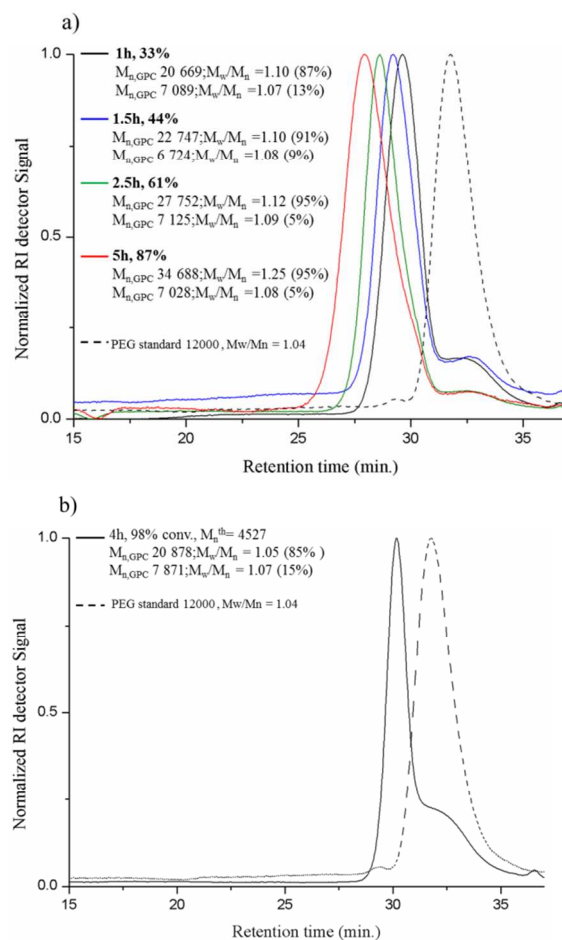 a)
1.0
1h, 33%
Mn,GPC 20 669;Mw/Mn =1.10 (87%)
Mn,GPC 7 089;Mw/Mn =1.07 (13%)
1.5h, 44%
Mn,GPC 22 747;Mw/Mn =1.10 (91%)
Mn,GPC 6 724;Mw/Mn =1.08 (9%)
2.5h, 61%
Mn,GPC 27 752;Mw/Mn =1.12 (95%)
Mn,GPC 7 125;Mw/Mn =1.09 (5%)
5h, 87%
Mn,GPC 34 688;Mw/Mn =1.25 (95%)
Mn,GPC 7 028;Mw/Mn =1.08 (5%)
PEG standard 12000, Mw/Mn = 1.04
Normalized RI detector Signal
0.5
0.0
15 20 25 30 35
Retention time (min.)
b)
1.0
4h, 98% conv., Mnth= 4527
Mn,GPC 20 878;Mw/Mn = 1.05 (85% )
Mn,GPC 7 871;Mw/Mn = 1.07 (15%)
PEG standard 12000, Mw/Mn = 1.04
Normalized RI detector Signal
0.5
0.0
15 20 25 30 35
Retention time (min.)